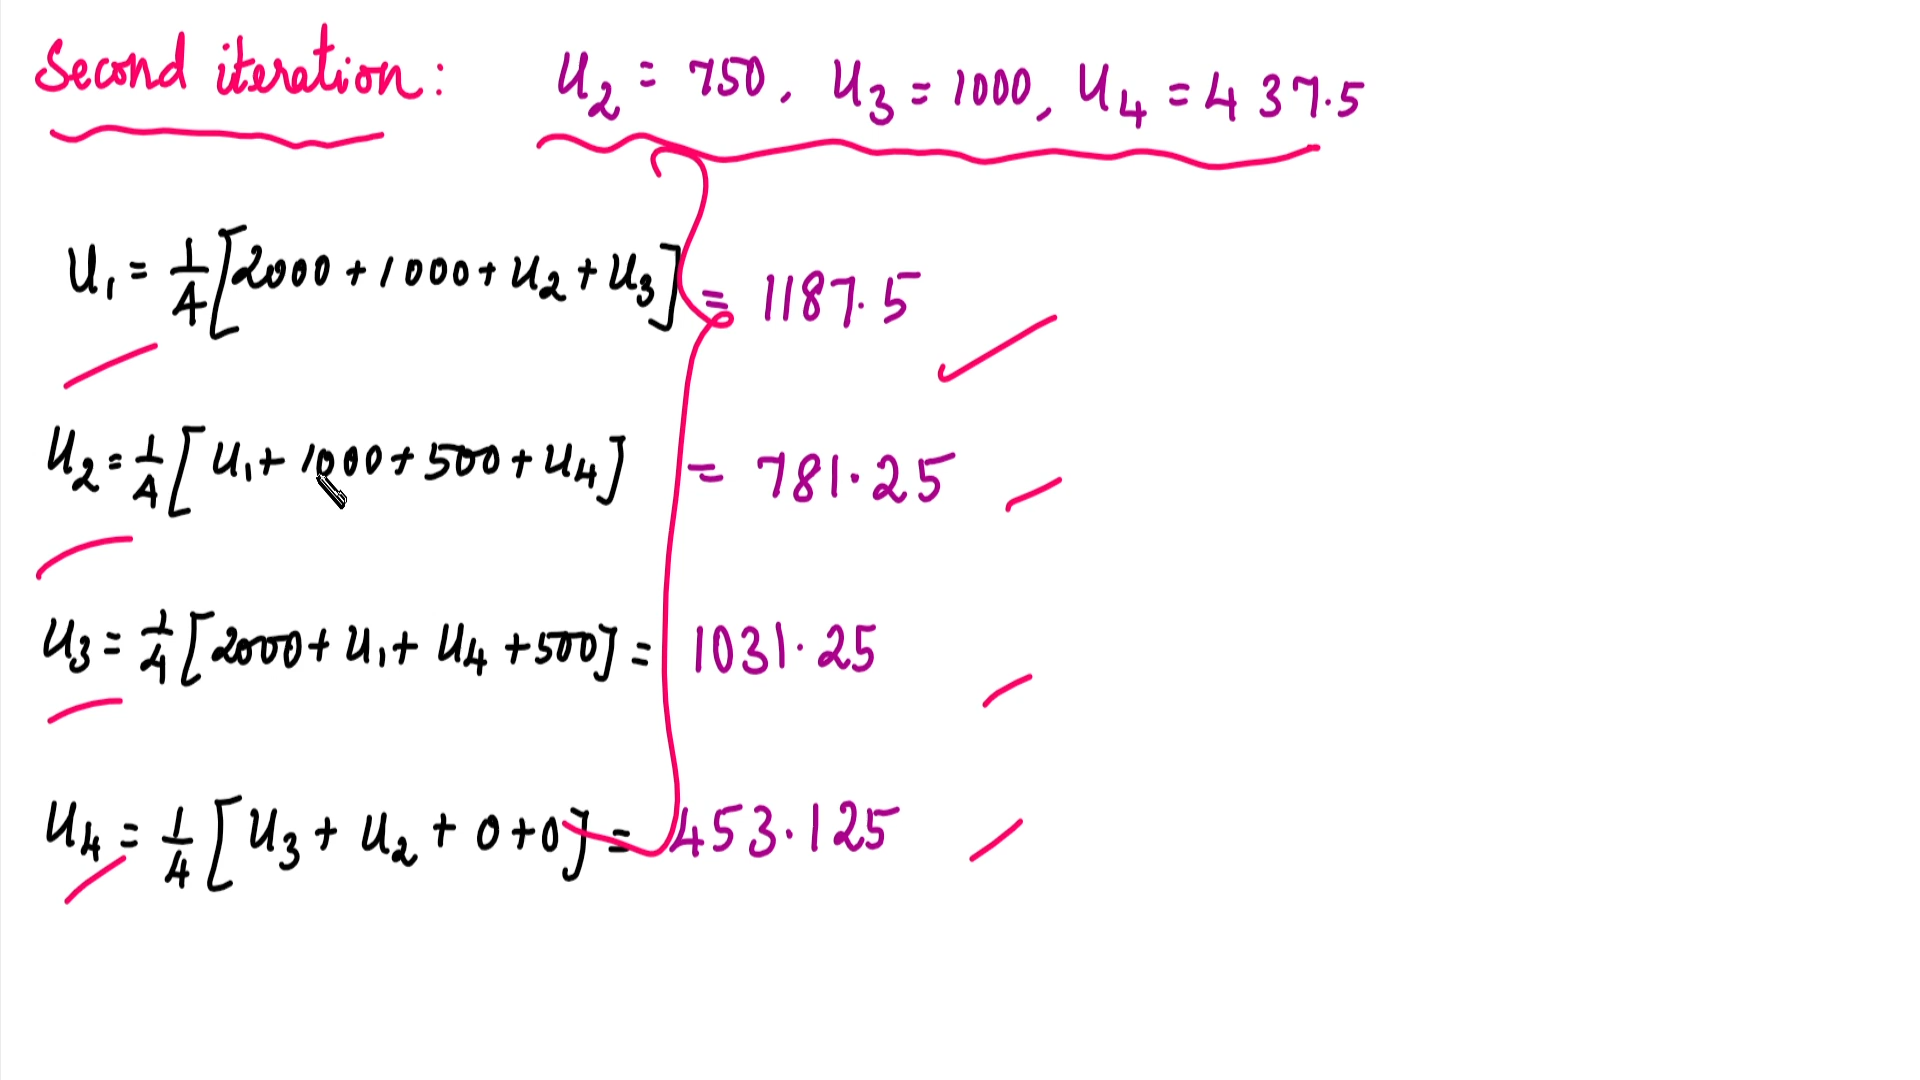 Second iteration: u₂ = 750, u₃ = 1000, u₄ = 437.5
u₁ = 1/4 [2000 + 1000 + u₂ + u₃] = 1187.5
u₂ = 1/4 [u₁ + 1000 + 500 + u₄] = 781.25
u₃ = 1/4 [2000 + u₁ + u₄ + 500] = 1031.25
u₄ = 1/4 [u₃ + u₂ + 0 + 0] = 453.125